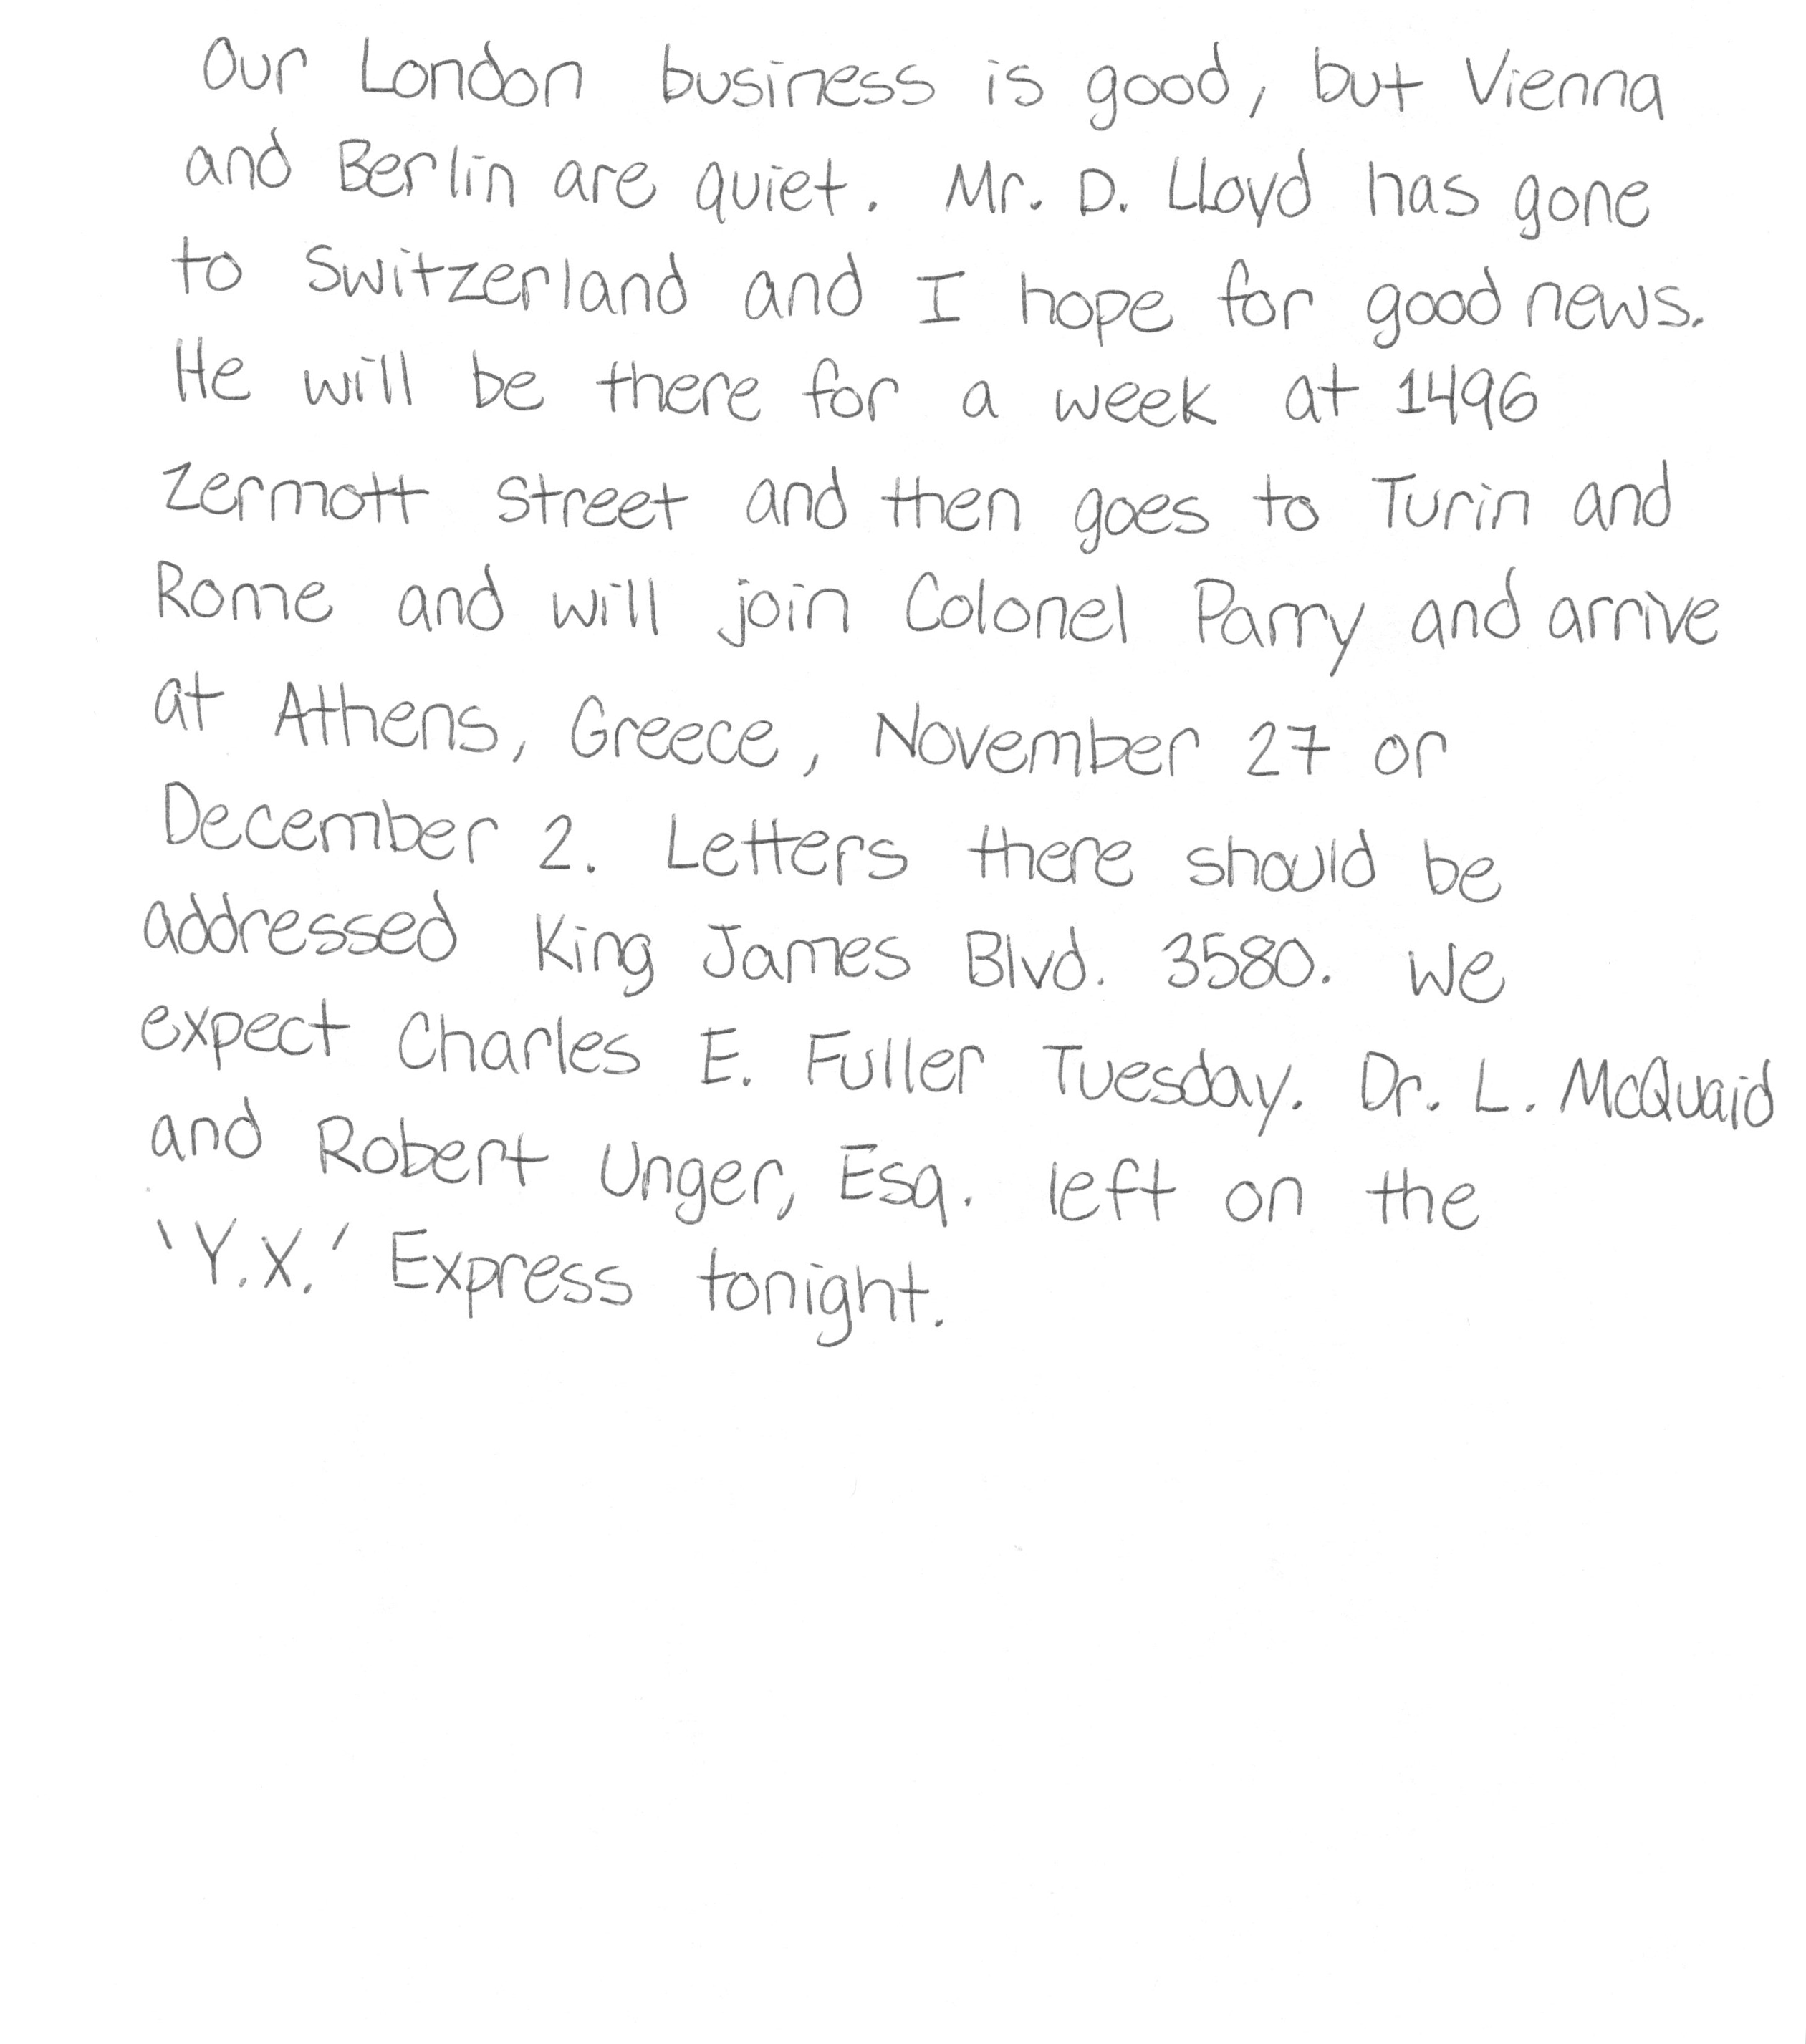 Our London business is good, but Vienna
and Berlin are quiet. Mr. D. Lloyd has gone
to Switzerland and I hope for good news.
He will be there for a week at 1496
Zermott Street and then goes to Turin and
Rome and will join Colonel Parry and arrive
at Athens, Greece, November 27 or
December 2. Letters there should be
addressed King James Blvd. 3580. We
expect Charles E. Fuller Tuesday. Dr. L. McQuaid
and Robert Unger, Esq. left on the
'Y.X.' Express tonight.